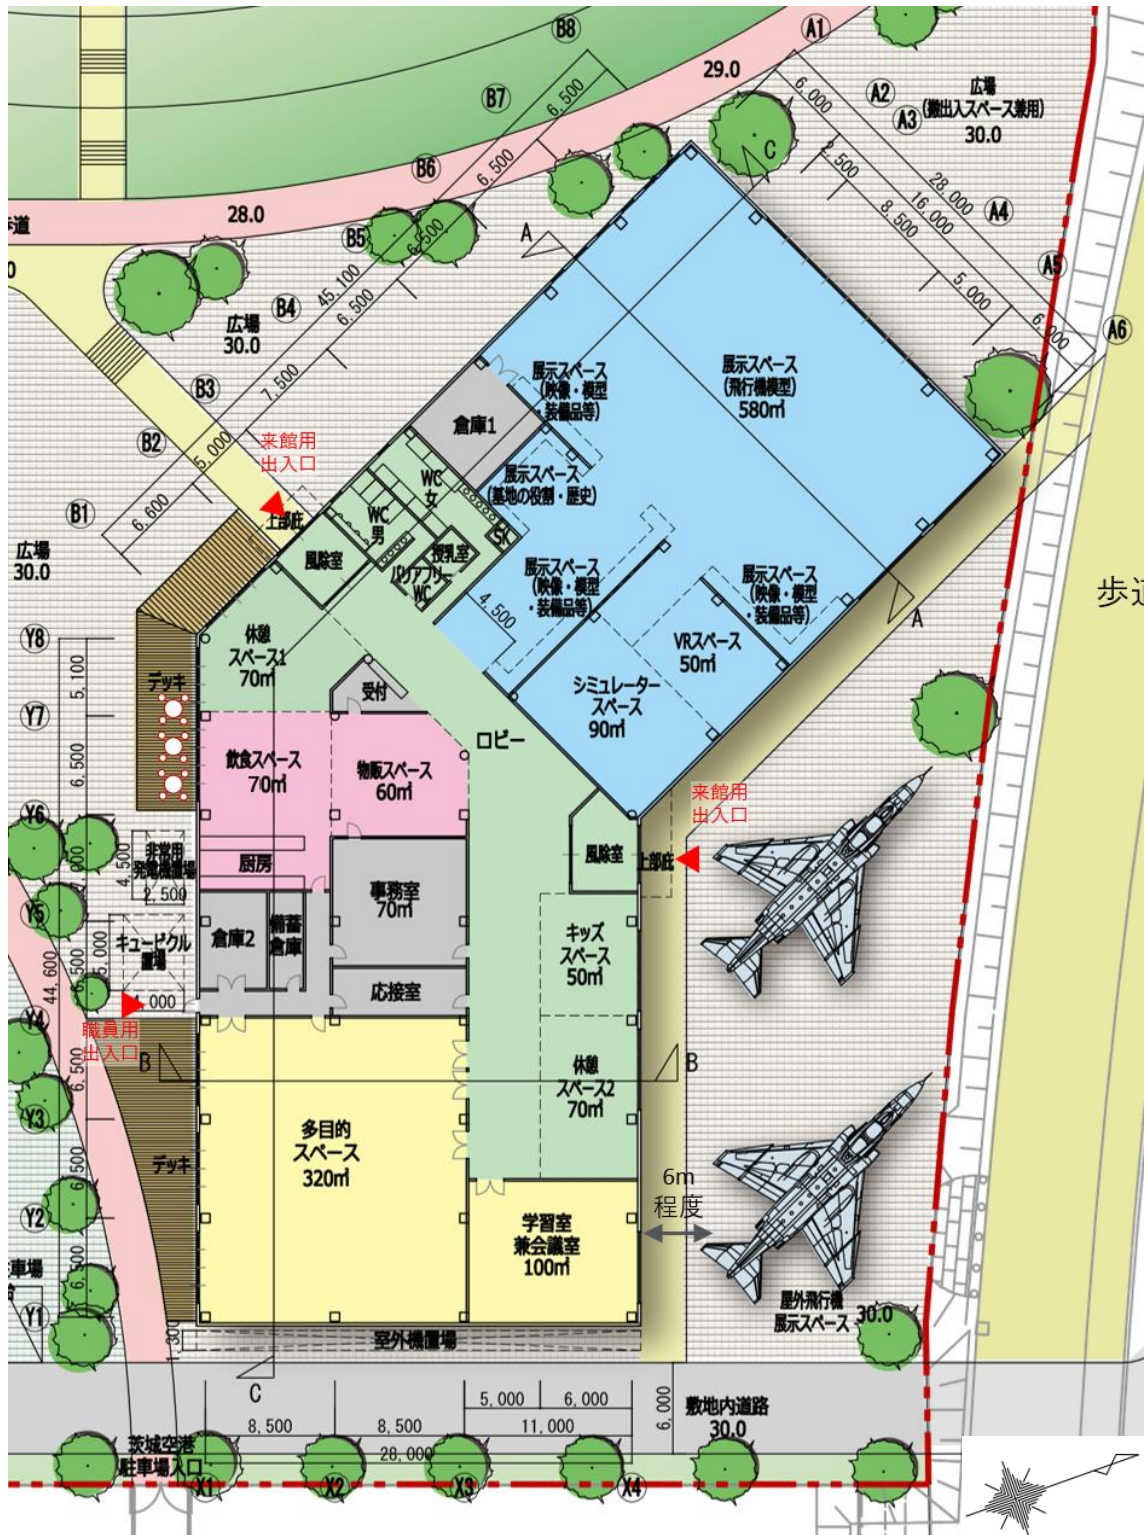 B8
A1
29.0
A2
広場
(搬出入スペース兼用)
30.0
A3
6,000
6,500
B7
B6
6,500
C
2,500
28,000
16,000
A4
8,500
28.0
歩道
B5
6,500
A
A5
5,000
6,000
A6
45,100
B4
6,500
広場
30.0
B3
7,500
展示スペース
(映像・模型
・装備品等)
展示スペース
(飛行機模型)
580㎡
倉庫1
B2
5,000
来館用
出入口
WC
女
展示スペース
(基地の役割・歴史)
B1
6,600
上部庇
WC
男
SK
風除室
授乳室
バリアフリー
WC
広場
30.0
展示スペース
(映像・模型
・装備品等)
4,500
展示スペース
(映像・模型
・装備品等)
A
Y8
休憩
スペース1
70㎡
VRスペース
50㎡
5,100
デッキ
受付
シミュレーター
スペース
90㎡
Y7
ロビー
飲食スペース
70㎡
物販スペース
60㎡
6,500
来館用
出入口
Y6
非常用
発電機置場
4,500
2,500
7,000
厨房
風除室
上部庇
事務室
70㎡
Y5
倉庫2
備蓄
倉庫
キュービクル
置場
5,000
キッズ
スペース
50㎡
44,600
6,500
応接室
4,000
Y4
職員用
出入口
B
B
6,500
休憩
スペース2
70㎡
Y3
多目的
スペース
320㎡
デッキ
6,500
6m
程度
Y2
学習室
兼会議室
100㎡
車場
6,500
屋外飛行機
展示スペース 30.0
Y1
1,300
室外機置場
C
5,000
6,000
6,000
敷地内道路
30.0
8,500
8,500
11,000
28,000
茨城空港
駐車場入口
X1
X2
X3
X4